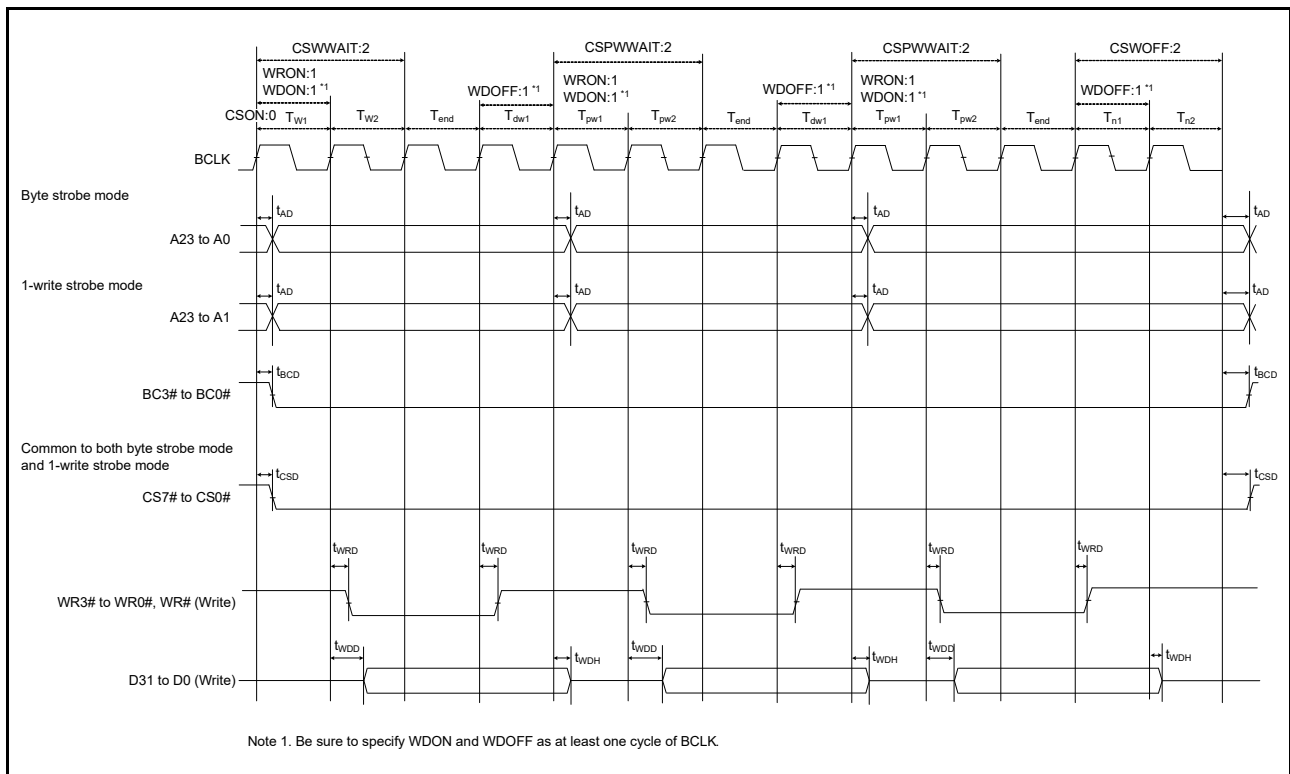 CSWWAIT:2 CSPWWAIT:2 CSPWWAIT:2 CSWOFF:2
WRON:1 WRON:1 WRON:1
WDON:1 *1 WDOFF:1 *1 WDON:1 *1 WDOFF:1 *1 WDON:1 *1 WDOFF:1 *1
CSON:0 TW1 TW2 Tend Tdw1 Tpw1 Tpw2 Tend Tdw1 Tpw1 Tpw2 Tend Tn1 Tn2
BCLK
Byte strobe mode
tAD tAD tAD tAD
A23 to A0
1-write strobe mode
tAD tAD tAD tAD
A23 to A1
tBCD tBCD
BC3# to BC0#
Common to both byte strobe mode
and 1-write strobe mode
tCSD tCSD
CS7# to CS0#
tWRD tWRD tWRD tWRD tWRD tWRD
WR3# to WR0#, WR# (Write)
tWDD tWDH tWDD tWDH tWDD tWDH
D31 to D0 (Write)
Note 1. Be sure to specify WDON and WDOFF as at least one cycle of BCLK.